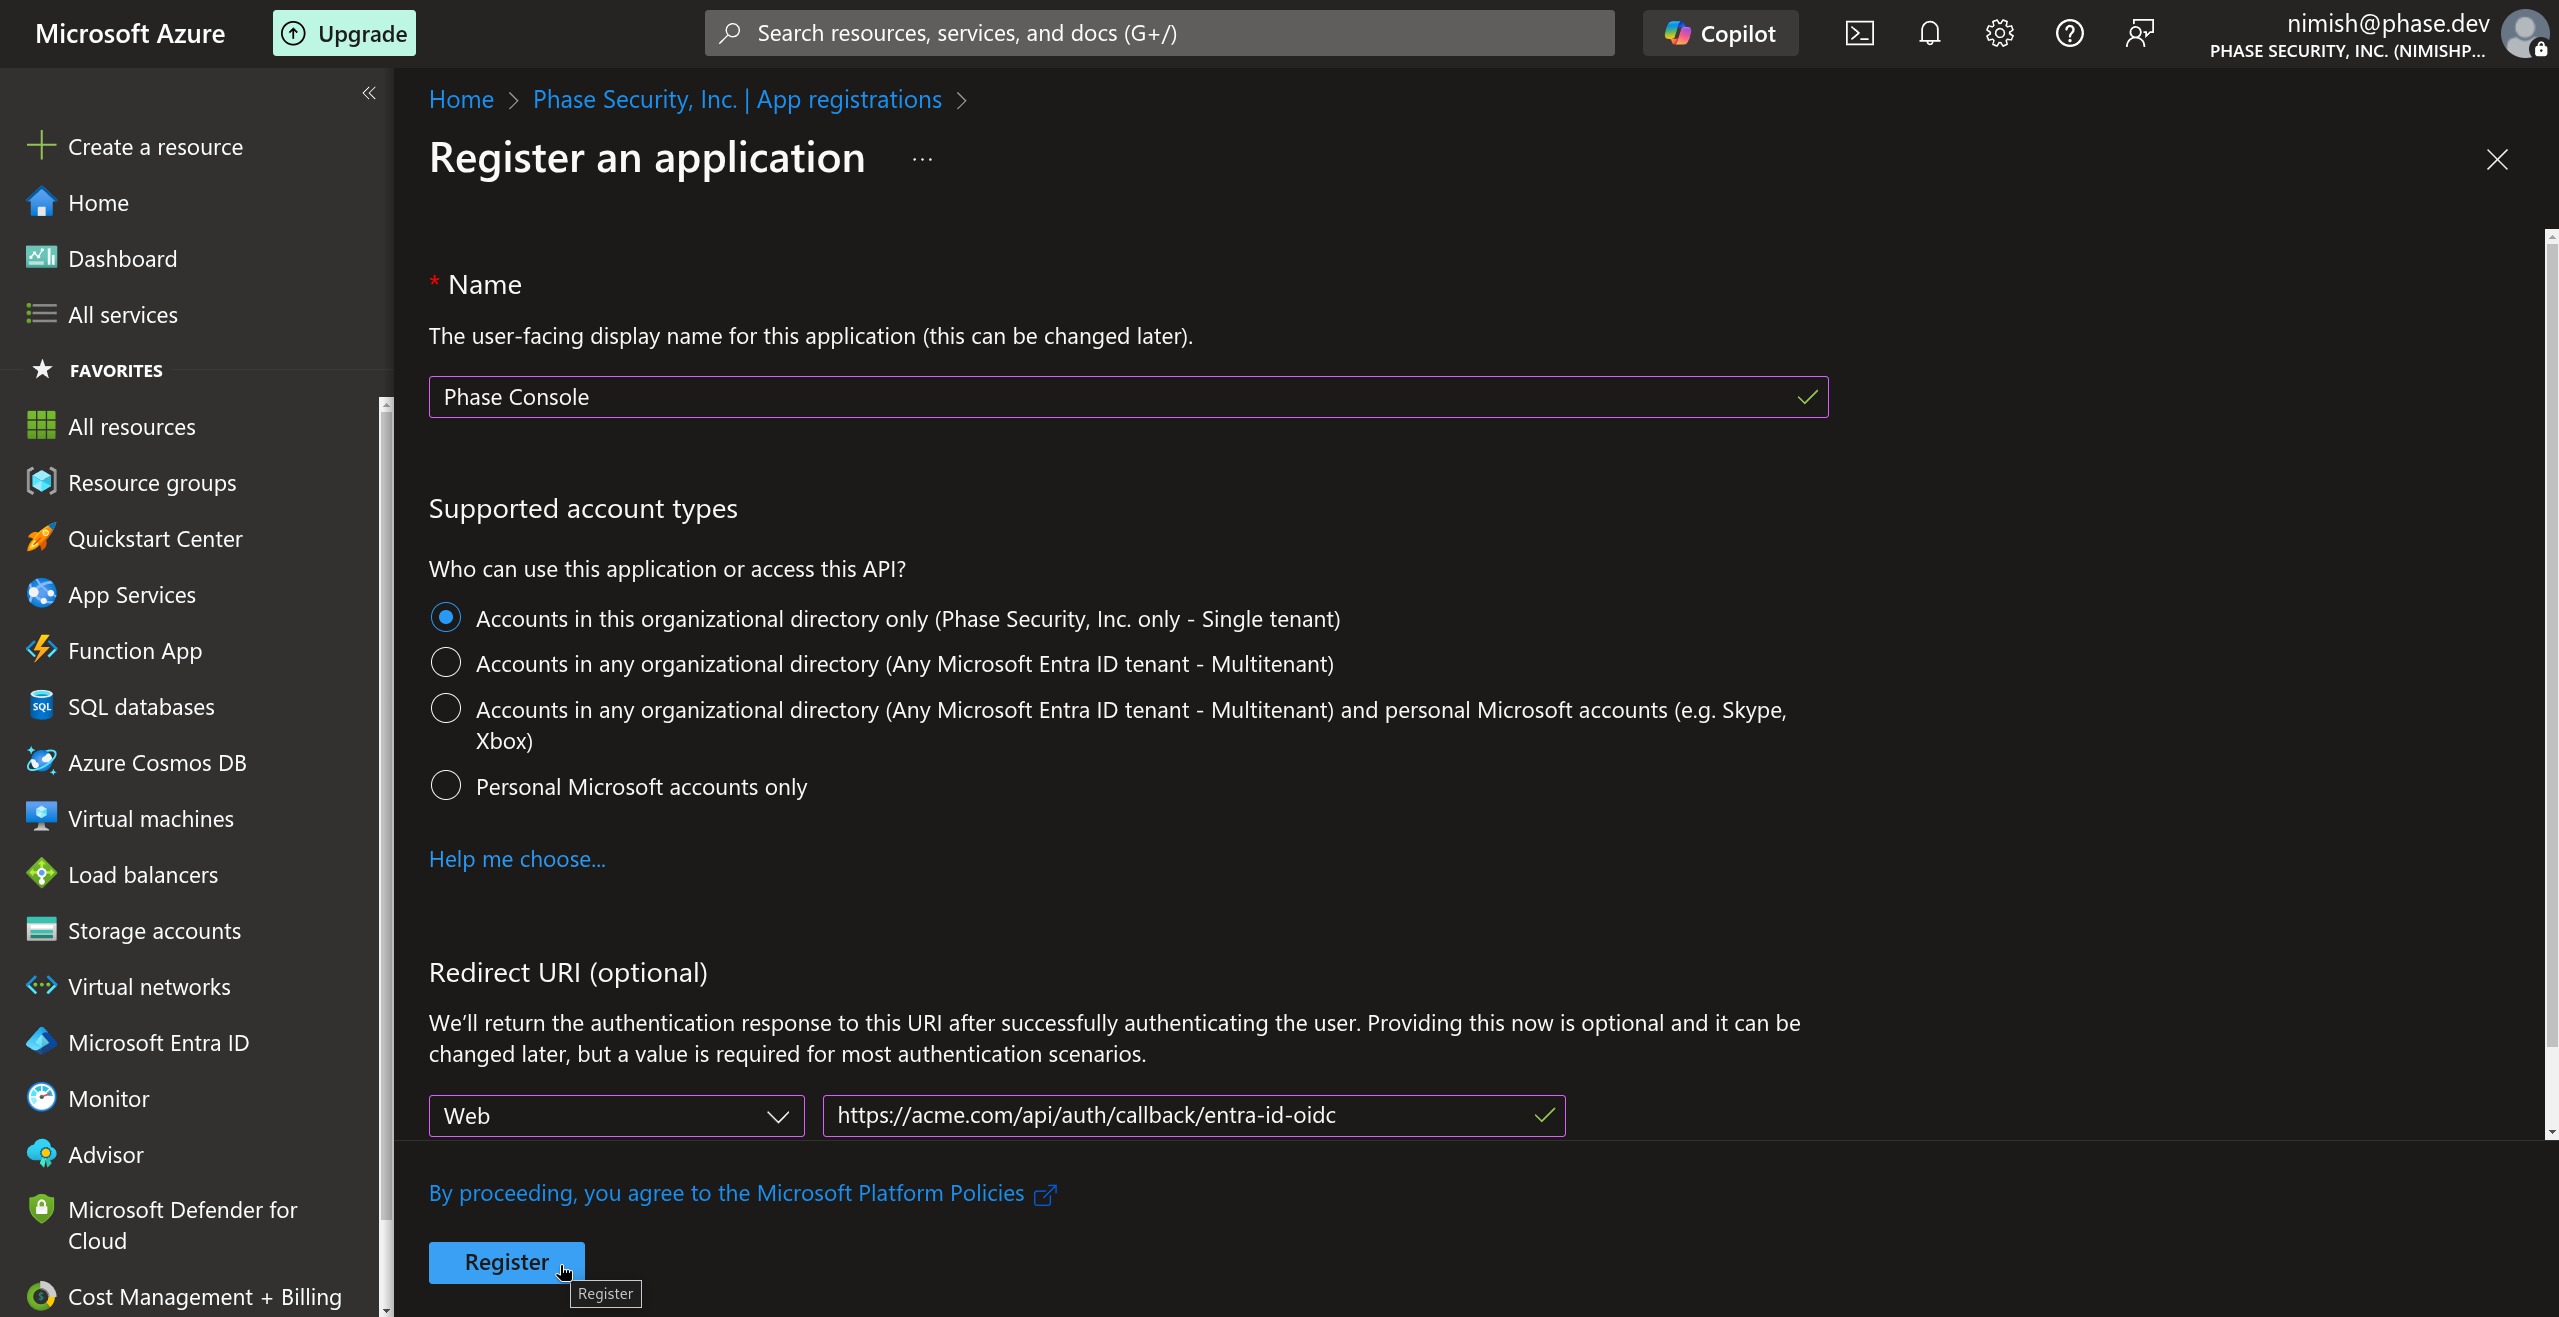 Microsoft Azure
Upgrade
Search resources, services, and docs (G+/)
Copilot
nimish@phase.dev
PHASE SECURITY, INC. (NIMISHP...
Create a resource
Home
Dashboard
All services
FAVORITES
All resources
Resource groups
Quickstart Center
App Services
Function App
SQL databases
Azure Cosmos DB
Virtual machines
Load balancers
Storage accounts
Virtual networks
Microsoft Entra ID
Monitor
Advisor
Microsoft Defender for
Cloud
Cost Management + Billing
Home > Phase Security, Inc. | App registrations >
Register an application ...
* Name
The user-facing display name for this application (this can be changed later).
Phase Console
Supported account types
Who can use this application or access this API?
Accounts in this organizational directory only (Phase Security, Inc. only - Single tenant)
Accounts in any organizational directory (Any Microsoft Entra ID tenant - Multitenant)
Accounts in any organizational directory (Any Microsoft Entra ID tenant - Multitenant) and personal Microsoft accounts (e.g. Skype,
Xbox)
Personal Microsoft accounts only
Help me choose...
Redirect URI (optional)
We'll return the authentication response to this URI after successfully authenticating the user. Providing this now is optional and it can be
changed later, but a value is required for most authentication scenarios.
Web
https://acme.com/api/auth/callback/entra-id-oidc
By proceeding, you agree to the Microsoft Platform Policies
Register
Register